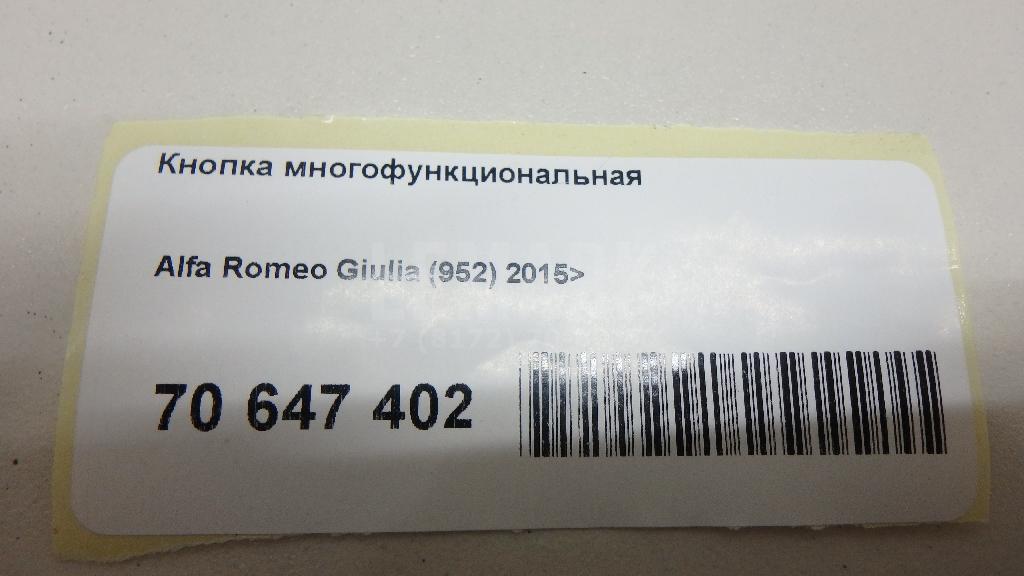 Кнопка многофункциональная
Alfa Romeo Giulia (952) 2015>
70 647 402